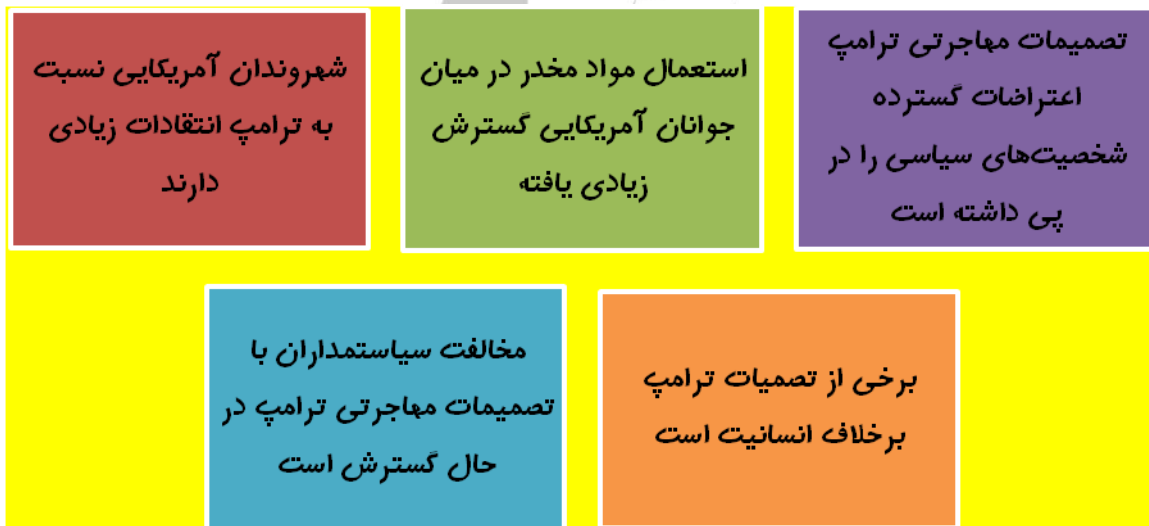 تصمیمات مهاجرتی ترامپ
اعتراضات گسترده
شخصیت‌های سیاسی را در
پی داشته است
استعمال مواد مخدر در میان
جوانان آمریکایی گسترش
زیادی یافته
شهروندان آمریکایی نسبت
به ترامپ انتقادات زیادی
دارند
برخی از تصمیات ترامپ
برخلاف انسانیت است
مخالفت سیاستمداران با
تصمیمات مهاجرتی ترامپ در
حال گسترش است